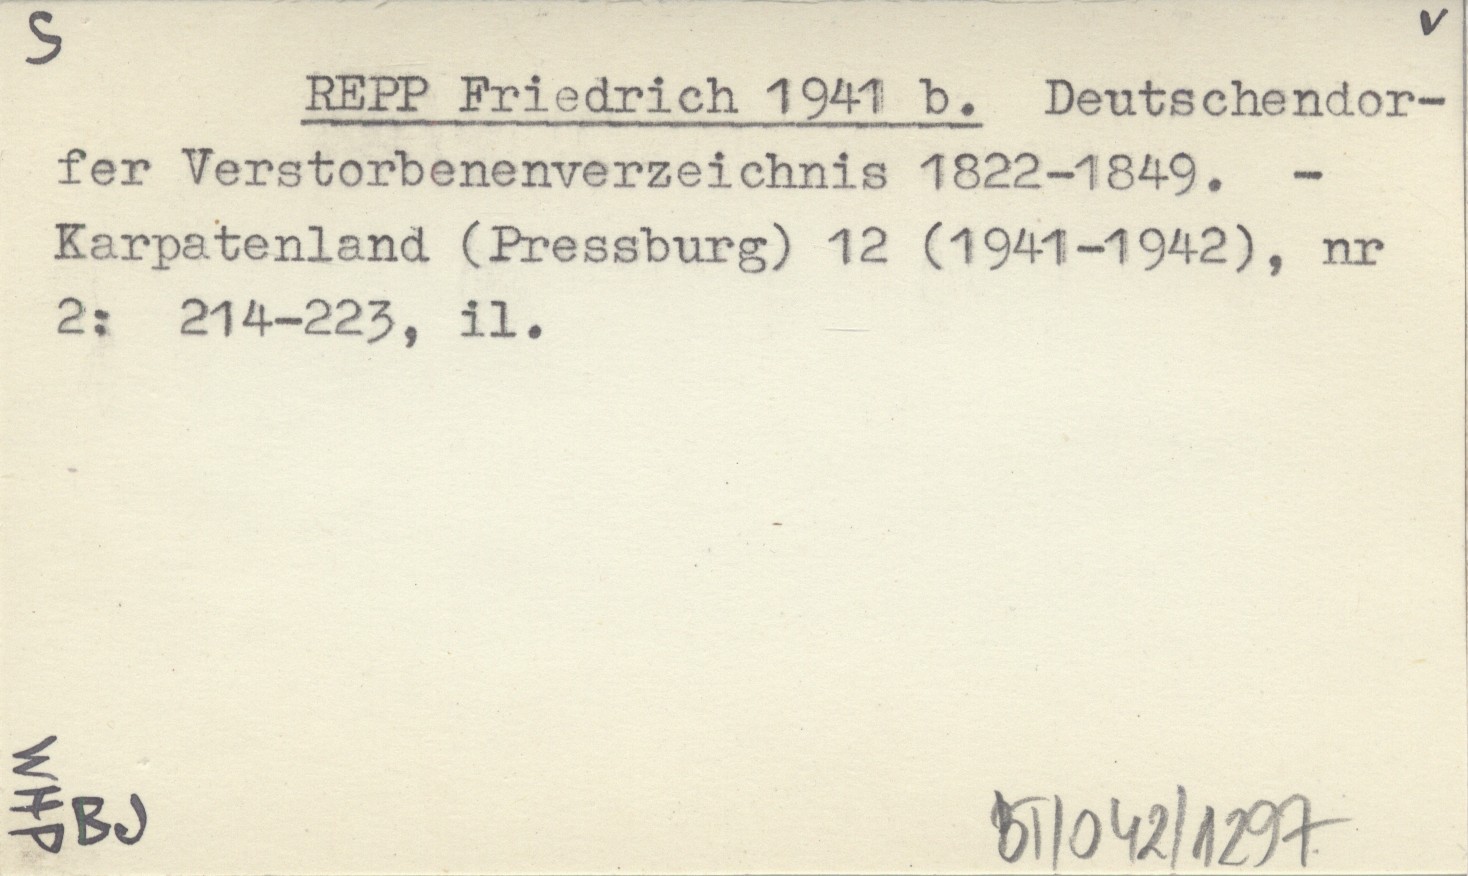 S
v
REPP Friedrich 1941 b. Deutschendor-
fer Verstorbenenverzeichnis 1822-1849. -
Karpatenland (Pressburg) 12 (1941-1942), nr
2: 214-223, il.
BJ
BT/042/1297